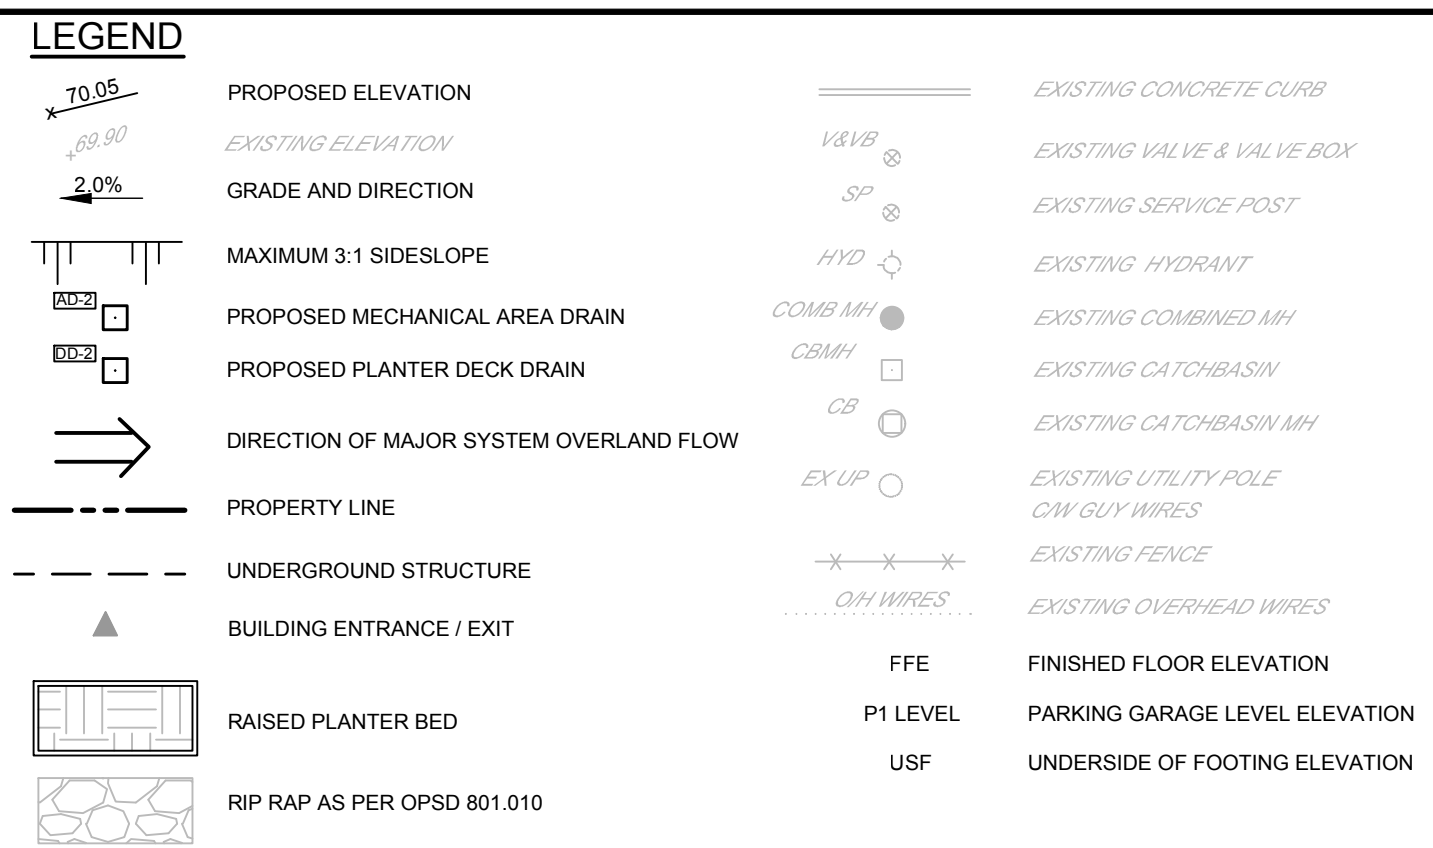 LEGEND
70.05 PROPOSED ELEVATION
69.90 EXISTING ELEVATION
2.0% GRADE AND DIRECTION
MAXIMUM 3:1 SIDESLOPE
AD-2 PROPOSED MECHANICAL AREA DRAIN
DD-2 PROPOSED PLANTER DECK DRAIN
DIRECTION OF MAJOR SYSTEM OVERLAND FLOW
PROPERTY LINE
UNDERGROUND STRUCTURE
BUILDING ENTRANCE / EXIT
RAISED PLANTER BED
RIP RAP AS PER OPSD 801.010
EXISTING CONCRETE CURB
V&VB EXISTING VALVE & VALVE BOX
SP EXISTING SERVICE POST
HYD EXISTING HYDRANT
COMB MH EXISTING COMBINED MH
CBMH EXISTING CATCHBASIN
CB EXISTING CATCHBASIN MH
EX UP EXISTING UTILITY POLE
C/W GUY WIRES
EXISTING FENCE
O/H WIRES EXISTING OVERHEAD WIRES
FFE FINISHED FLOOR ELEVATION
P1 LEVEL PARKING GARAGE LEVEL ELEVATION
USF UNDERSIDE OF FOOTING ELEVATION